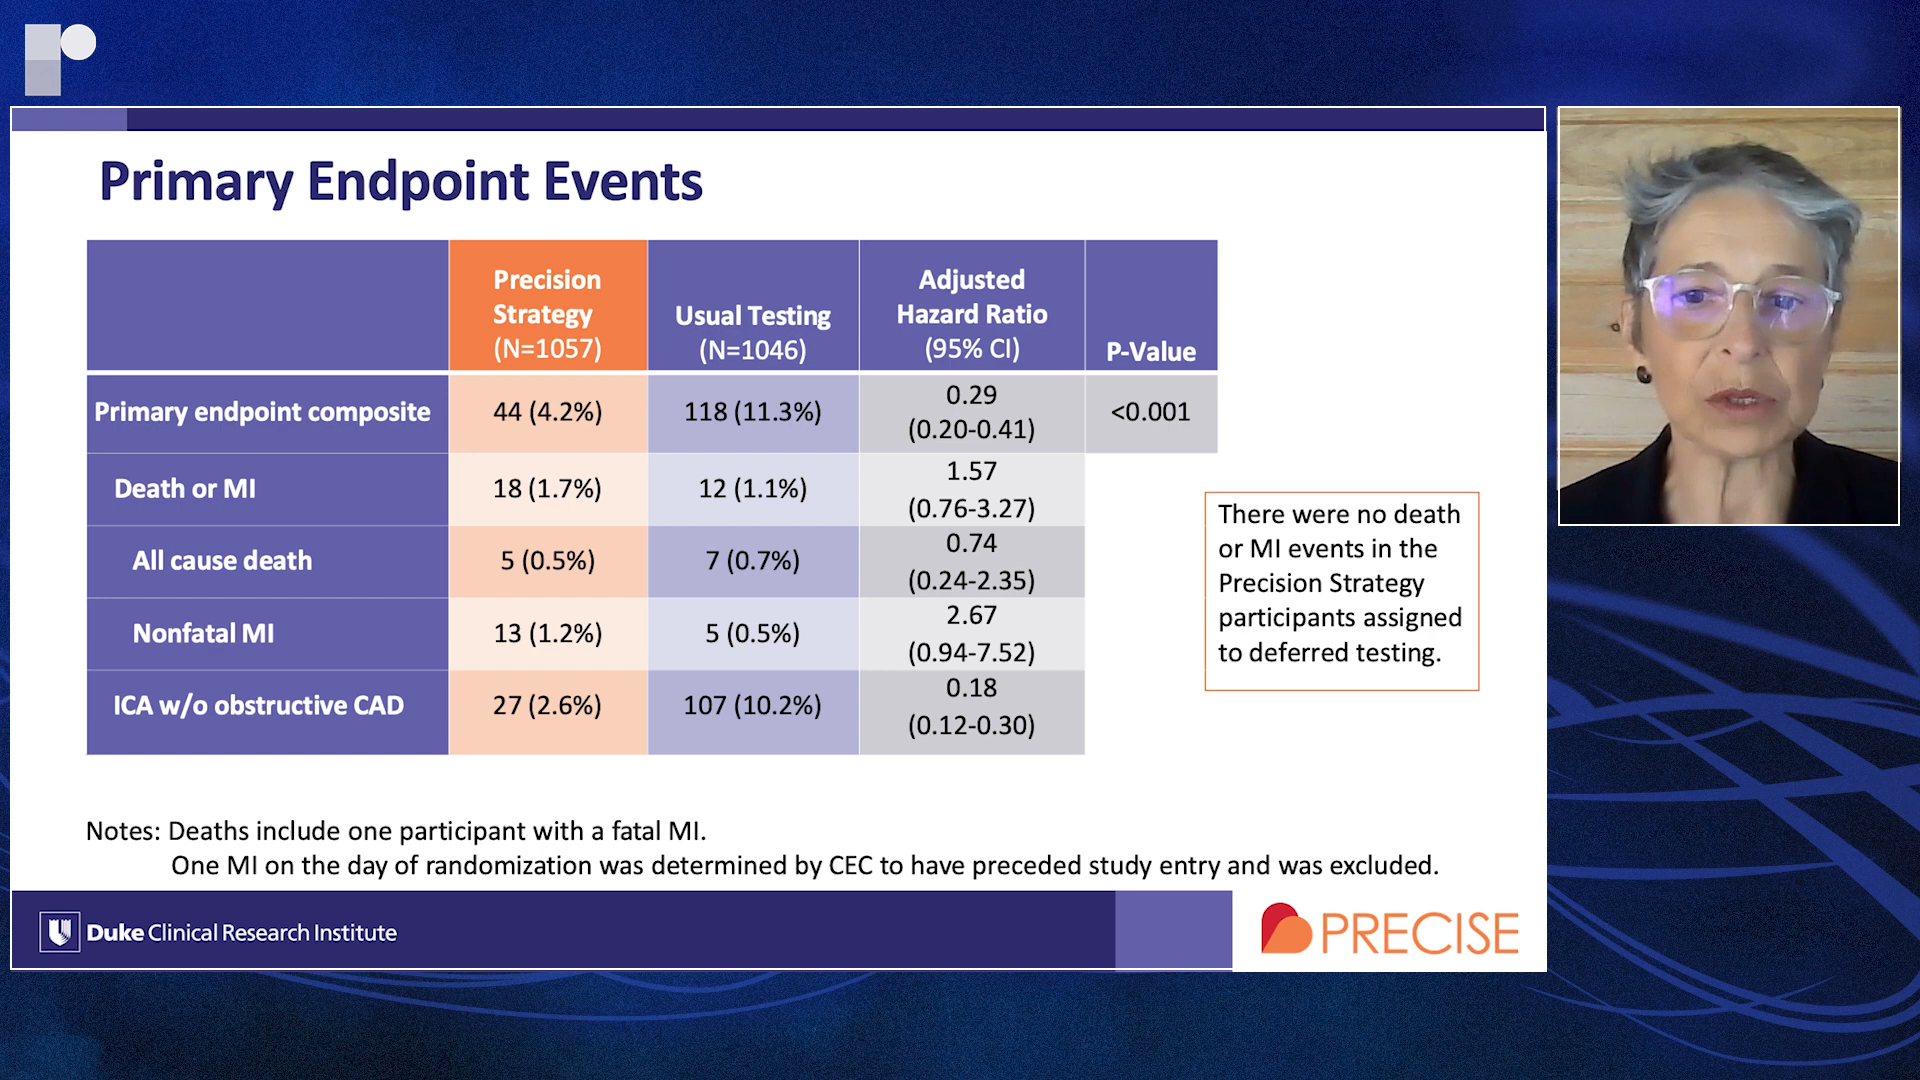 Primary Endpoint Events
Precision
Strategy
(N=1057)
Usual Testing
(N=1046)
Adjusted
Hazard Ratio
(95% CI)
P-Value
Primary endpoint composite
44 (4.2%)
118 (11.3%)
0.29
(0.20-0.41)
<0.001
Death or MI
18 (1.7%)
12 (1.1%)
1.57
(0.76-3.27)
All cause death
5 (0.5%)
7 (0.7%)
0.74
(0.24-2.35)
Nonfatal MI
13 (1.2%)
5 (0.5%)
2.67
(0.94-7.52)
ICA w/o obstructive CAD
27 (2.6%)
107 (10.2%)
0.18
(0.12-0.30)
There were no death
or MI events in the
Precision Strategy
participants assigned
to deferred testing.
Notes: Deaths include one participant with a fatal MI.
One MI on the day of randomization was determined by CEC to have preceded study entry and was excluded.
Duke Clinical Research Institute
PRECISE